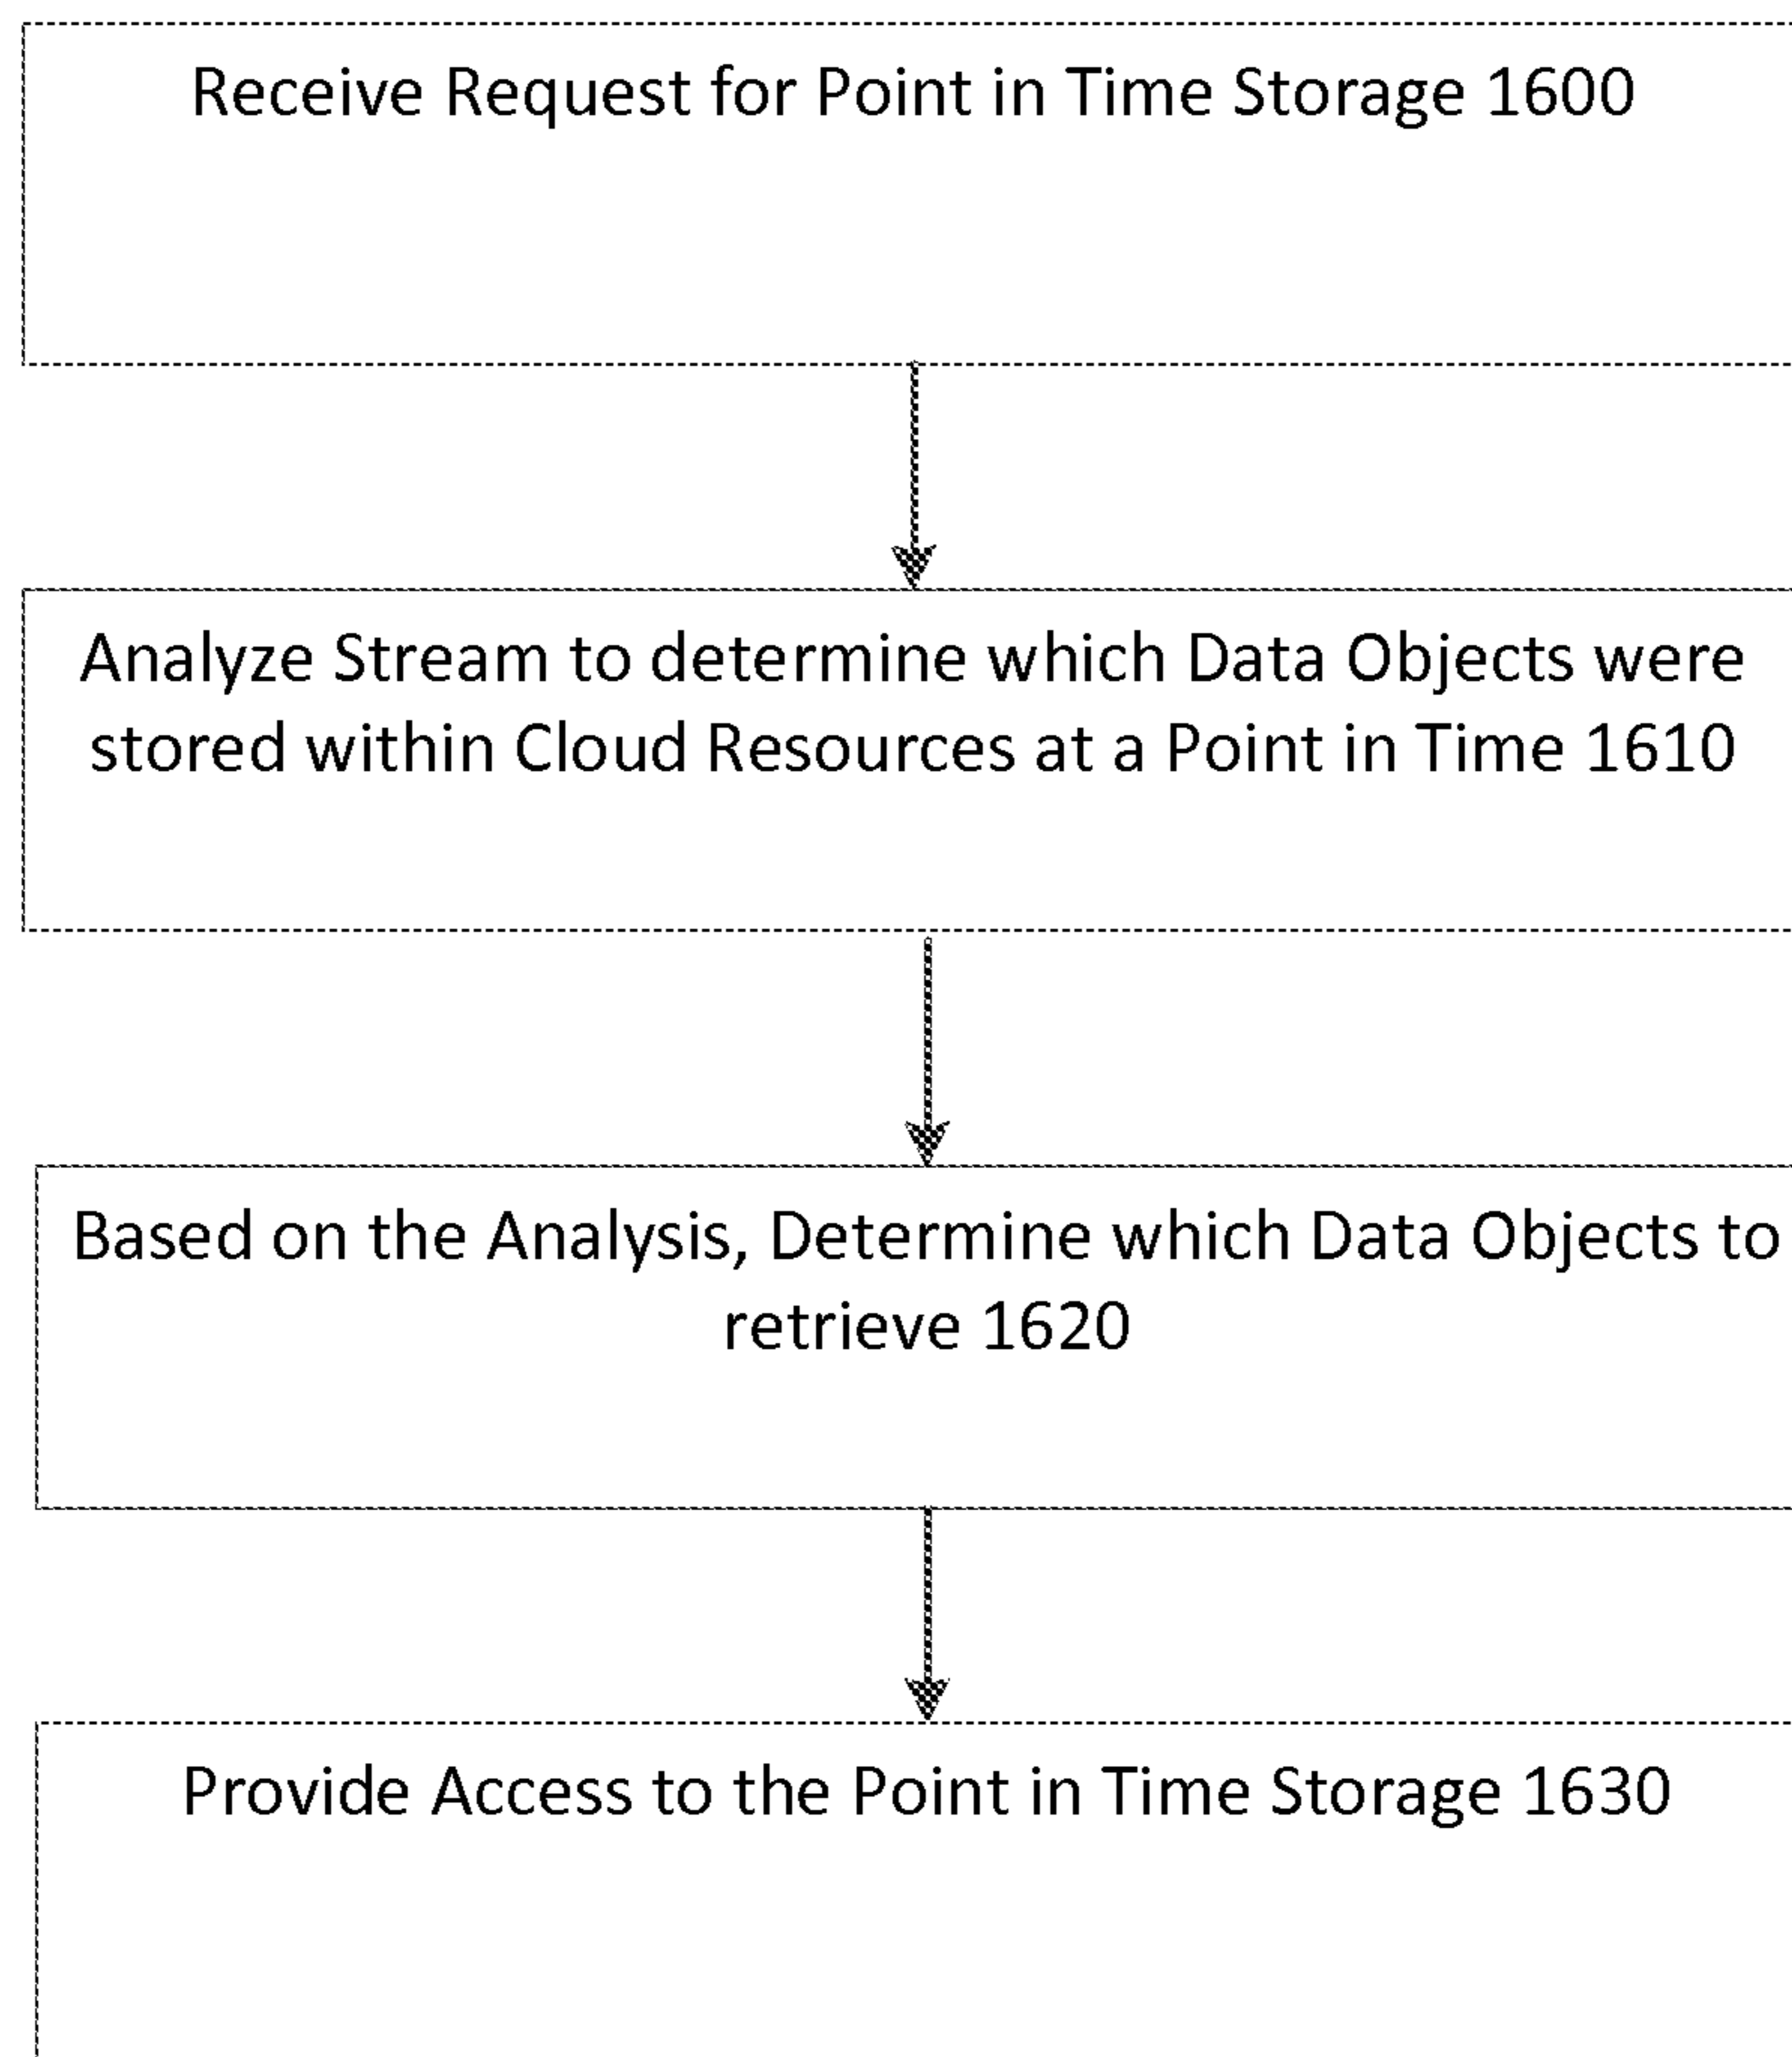 Receive Request for Point in Time Storage 1600
Analyze Stream to determine which Data Objects were
stored within Cloud Resources at a Point in Time 1610
Based on the Analysis, Determine which Data Objects to
retrieve 1620
Provide Access to the Point in Time Storage 1630